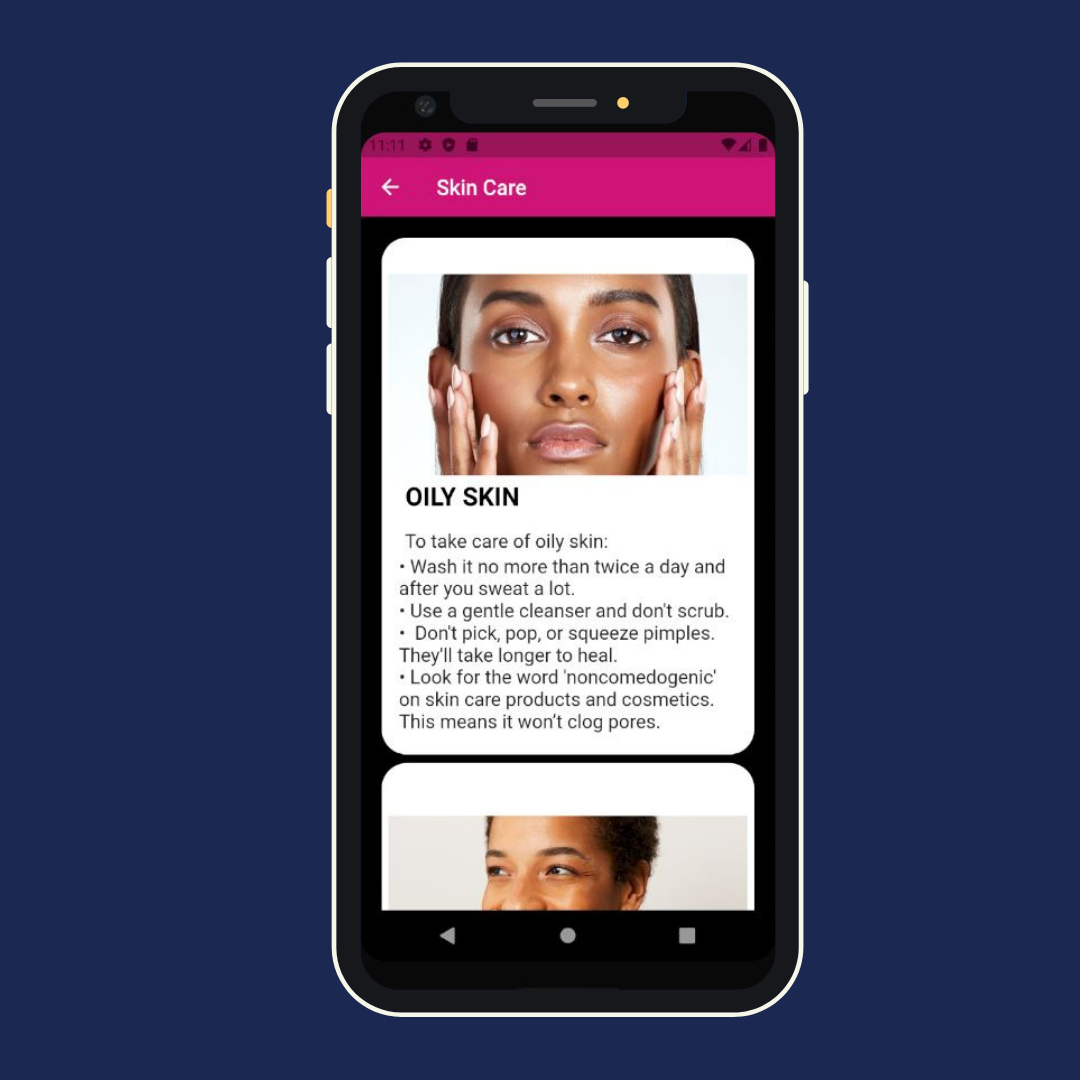 11:11
Skin Care
OILY SKIN
To take care of oily skin:
• Wash it no more than twice a day and
after you sweat a lot.
• Use a gentle cleanser and don't scrub.
•  Don't pick, pop, or squeeze pimples.
They'll take longer to heal.
• Look for the word 'noncomedogenic'
on skin care products and cosmetics.
This means it won’t clog pores.